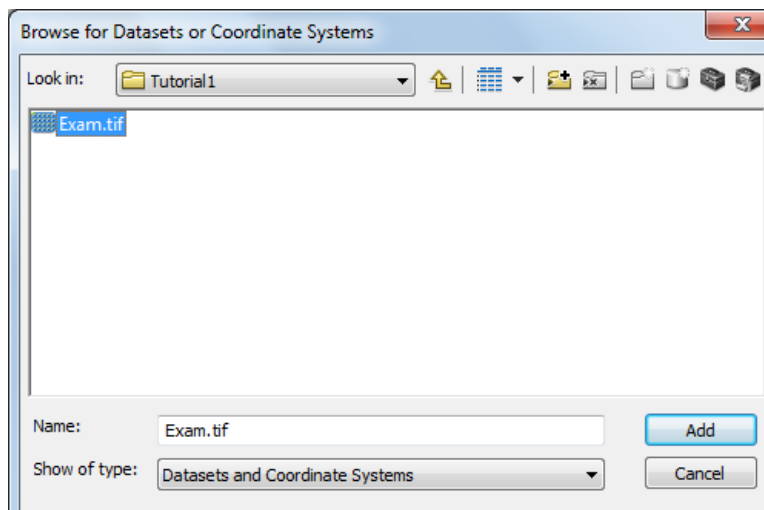 Browse for Datasets or Coordinate Systems
Look in: Tutorial1
Exam.tif
Name: Exam.tif Add
Show of type: Datasets and Coordinate Systems Cancel